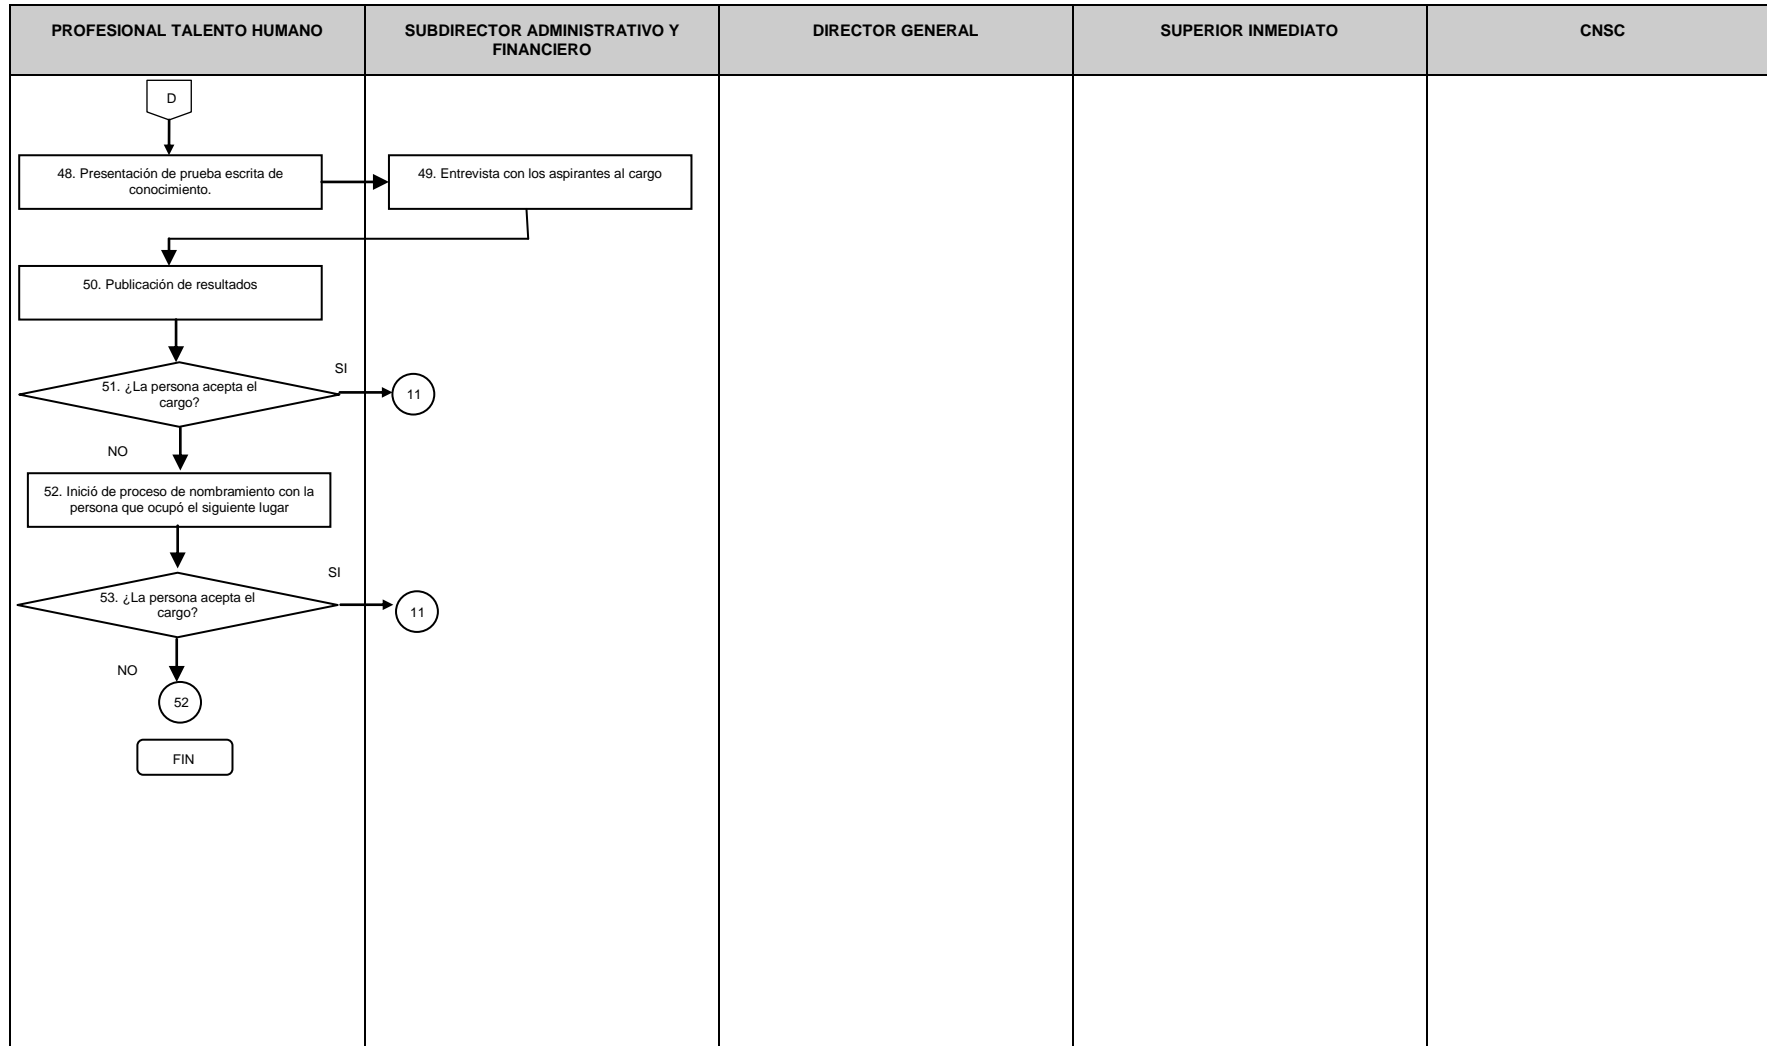 PROFESIONAL TALENTO HUMANO
SUBDIRECTOR ADMINISTRATIVO Y
FINANCIERO
DIRECTOR GENERAL
SUPERIOR INMEDIATO
CNSC
D
48. Presentación de prueba escrita de
conocimiento.
49. Entrevista con los aspirantes al cargo
50. Publicación de resultados
51. ¿La persona acepta el
cargo?
SI
11
NO
52. Inició de proceso de nombramiento con la
persona que ocupó el siguiente lugar
53. ¿La persona acepta el
cargo?
SI
11
NO
52
FIN